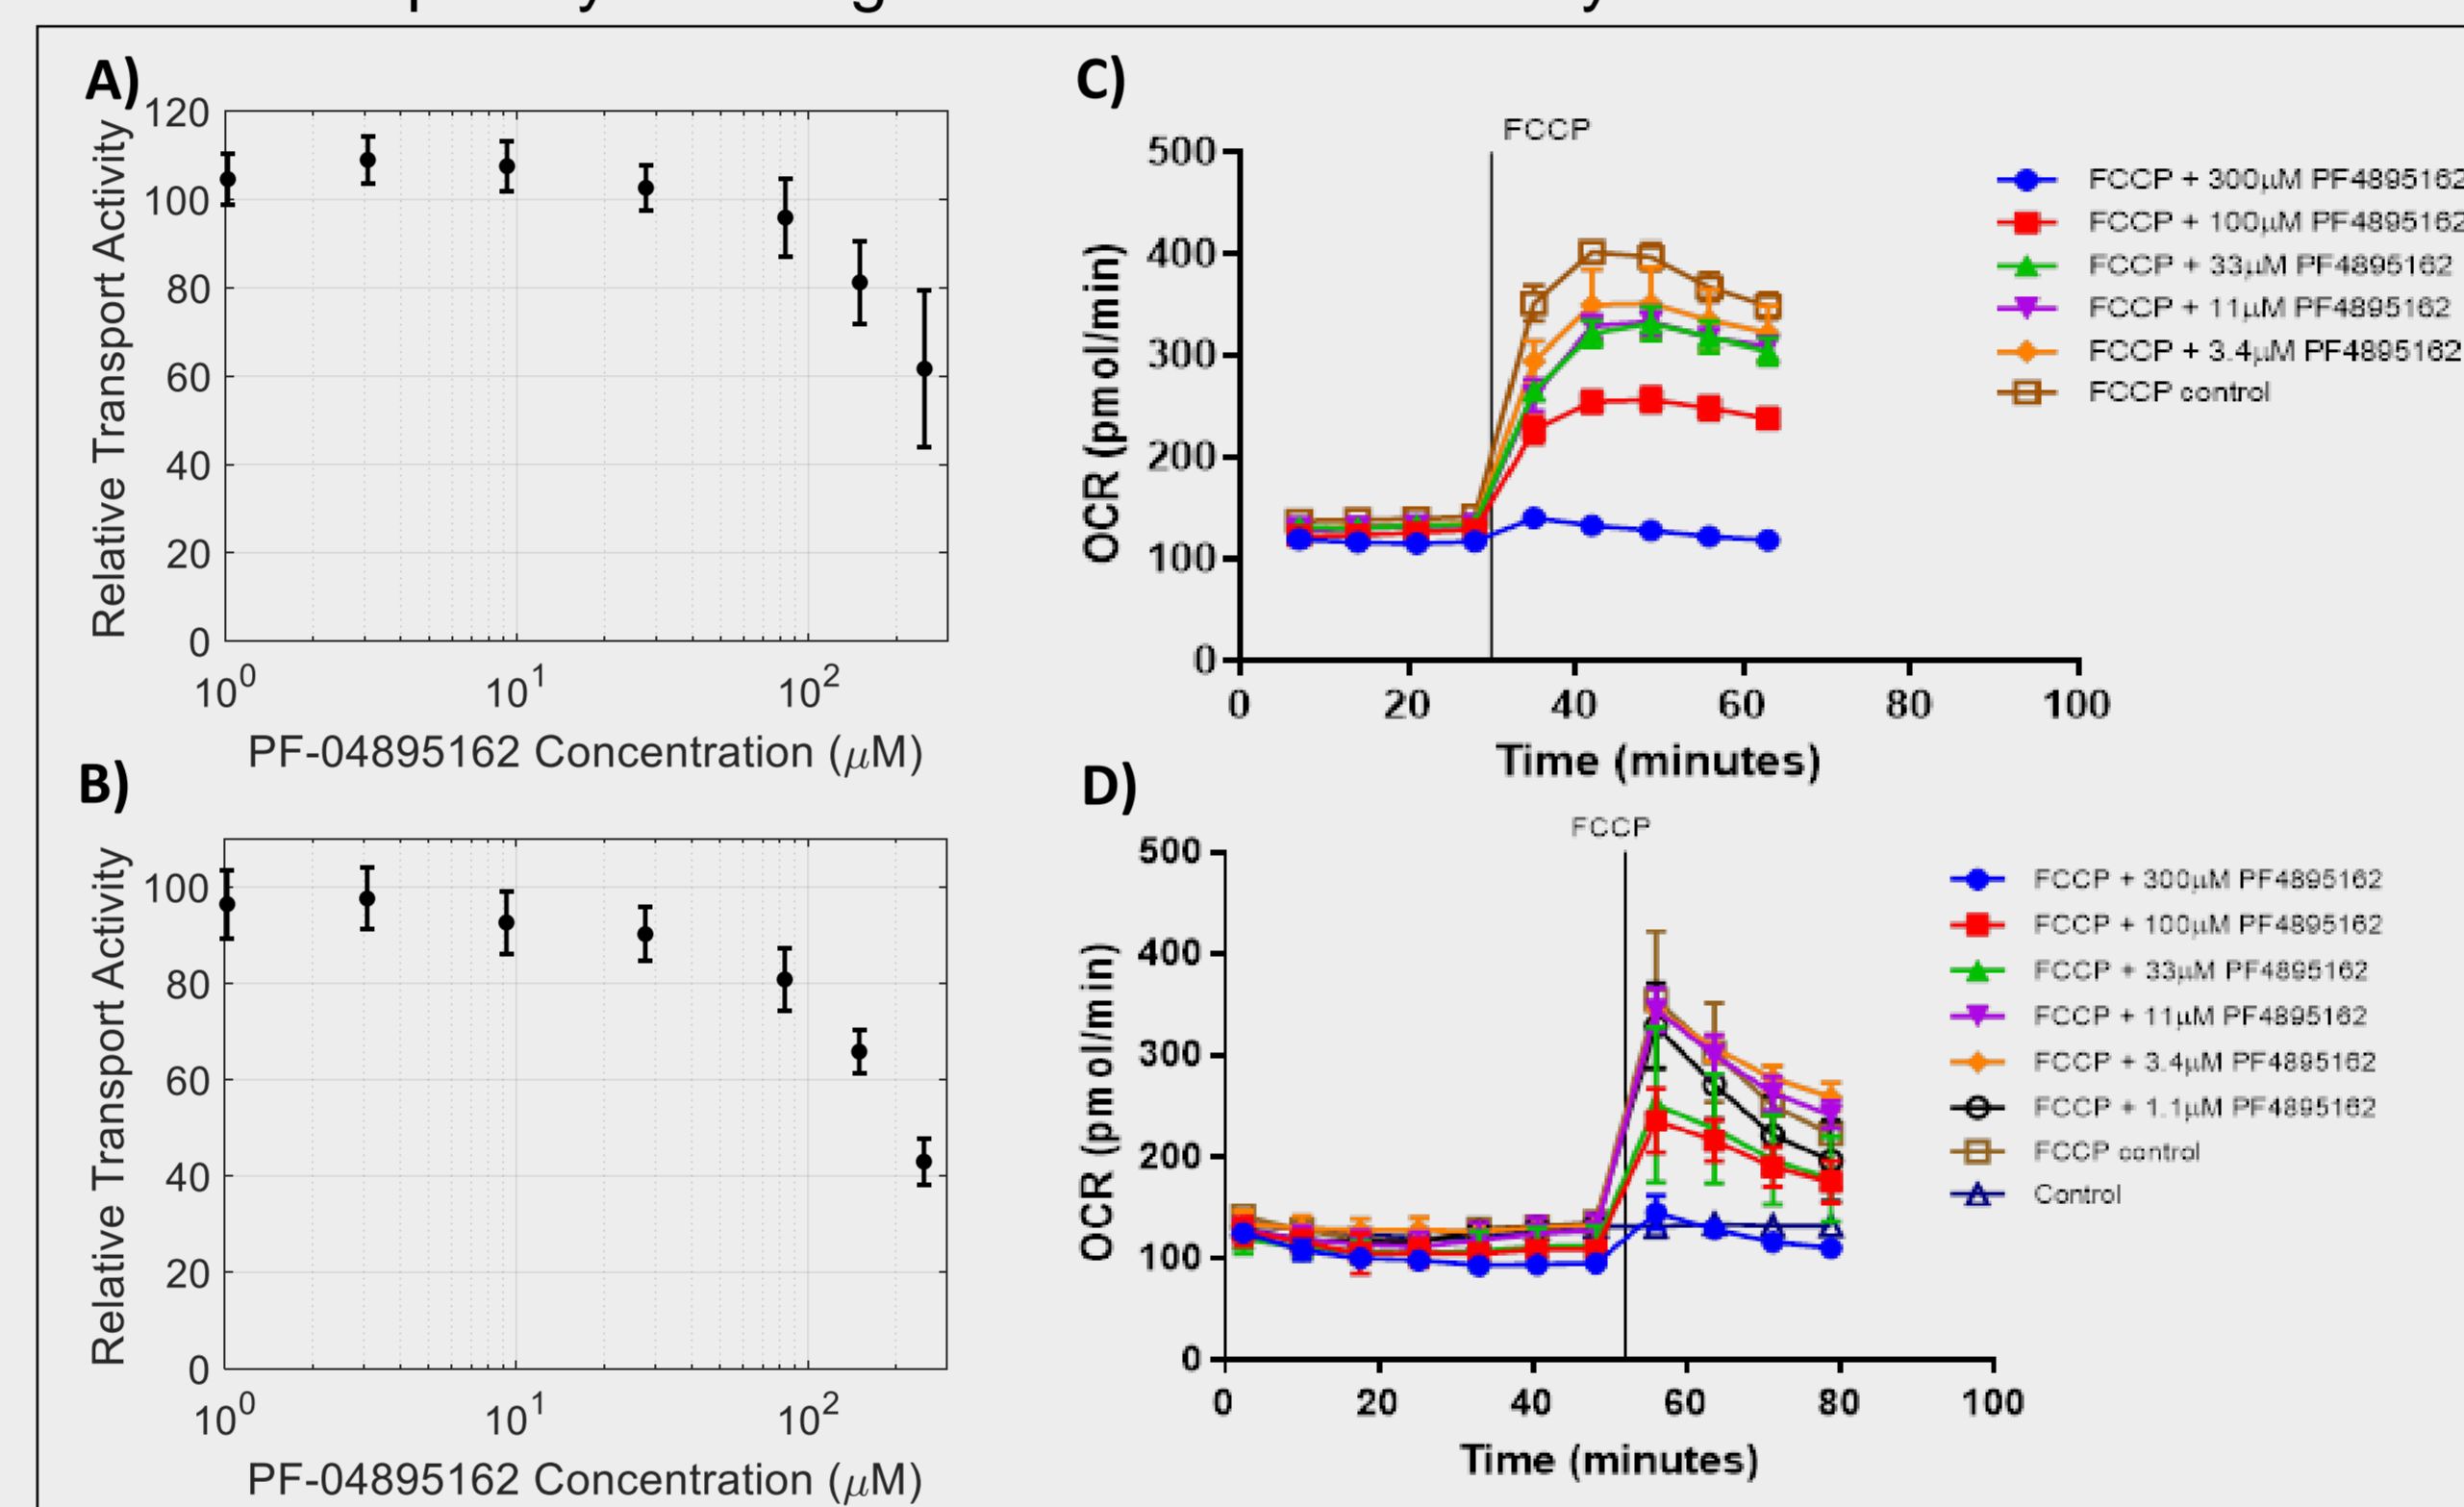 A)
120
100
80
60
40
20
0
Relative Transport Activity
10^0 10^1 10^2
PF-04895162 Concentration (μM)
B)
100
80
60
40
20
0
Relative Transport Activity
10^0 10^1 10^2
PF-04895162 Concentration (μM)
C)
FCCP
500
400
300
200
100
0
OCR (pmol/min)
0 20 40 60 80 100
Time (minutes)
FCCP + 300μM PF4895162
FCCP + 100μM PF4895162
FCCP + 33μM PF4895162
FCCP + 11μM PF4895162
FCCP + 3.4μM PF4895162
FCCP control
D)
FCCP
500
400
300
200
100
0
OCR (pmol/min)
0 20 40 60 80 100
Time (minutes)
FCCP + 300μM PF4895162
FCCP + 100μM PF4895162
FCCP + 33μM PF4895162
FCCP + 11μM PF4895162
FCCP + 3.4μM PF4895162
FCCP + 1.1μM PF4895162
FCCP control
Control